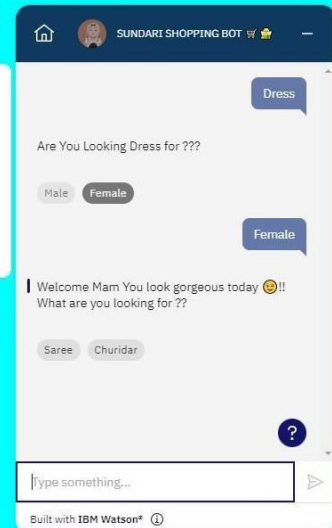 SUNDARI SHOPPING BOT 🛒 🤷
Dress
Are You Looking Dress for ???
Male Female
Female
Welcome Mam You look gorgeous today 😉!!
What are you looking for ??
Saree Churidar
?
Type something...
Built with IBM Watson® ⓘ